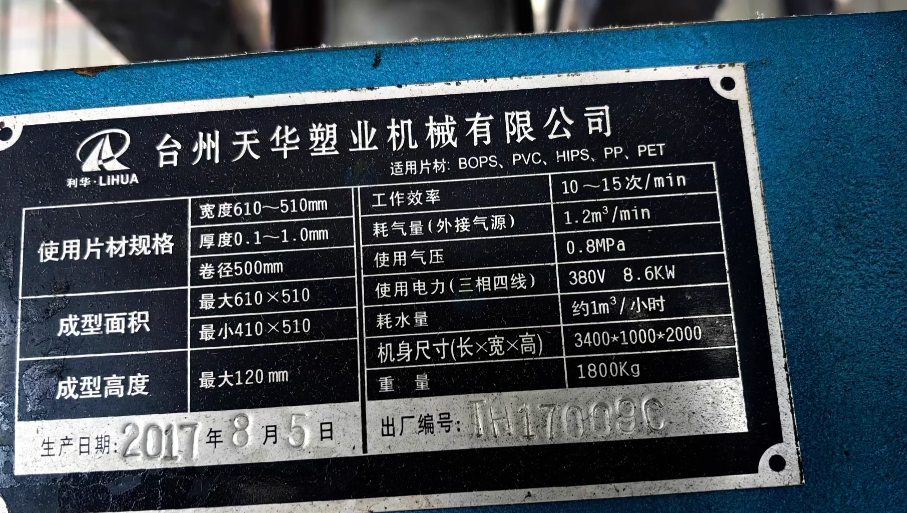 台州天华塑业机械有限公司
利华·LiHUA
适用片材: BOPS、PVC、HIPS、PP、PET
使用片材规格
宽度610～510mm
厚度0.1～1.0mm
卷径500mm
成型面积
最大610×510
最小410×510
成型高度
最大120mm
生产日期: 2017年8月5日
工作效率 10～15次/min
耗气量(外接气源) 1.2m³/min
使用气压 0.8MPa
使用电力(三相四线) 380V 8.6KW
耗水量 约1m³/小时
机身尺寸(长×宽×高) 3400*1000*2000
重量 1800Kg
出厂编号: TH17009C